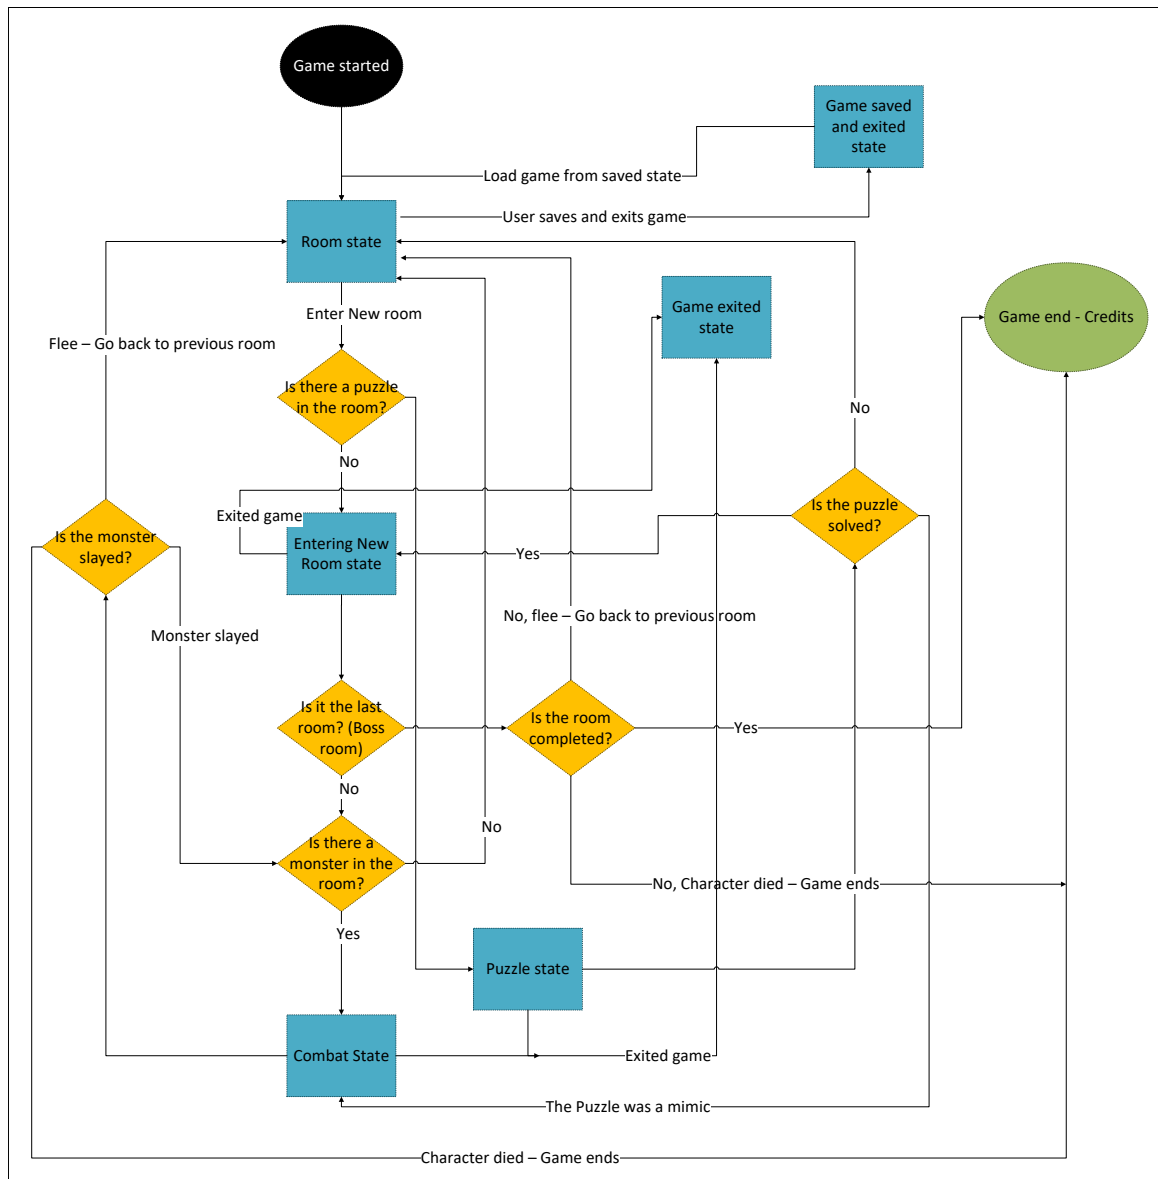 Game started
Game saved
and exited
state
Load game from saved state
User saves and exits game
Room state
Game exited
state
Game end - Credits
Enter New room
Flee – Go back to previous room
Is there a puzzle
in the room?
No
No
Exited game
Is the puzzle
solved?
Is the monster
slayed?
Entering New
Room state
Yes
No, flee – Go back to previous room
Monster slayed
Is it the last
room? (Boss
room)
Is the room
completed?
Yes
No
No
Is there a
monster in the
room?
No, Character died – Game ends
Yes
Puzzle state
Combat State
Exited game
The Puzzle was a mimic
Character died – Game ends